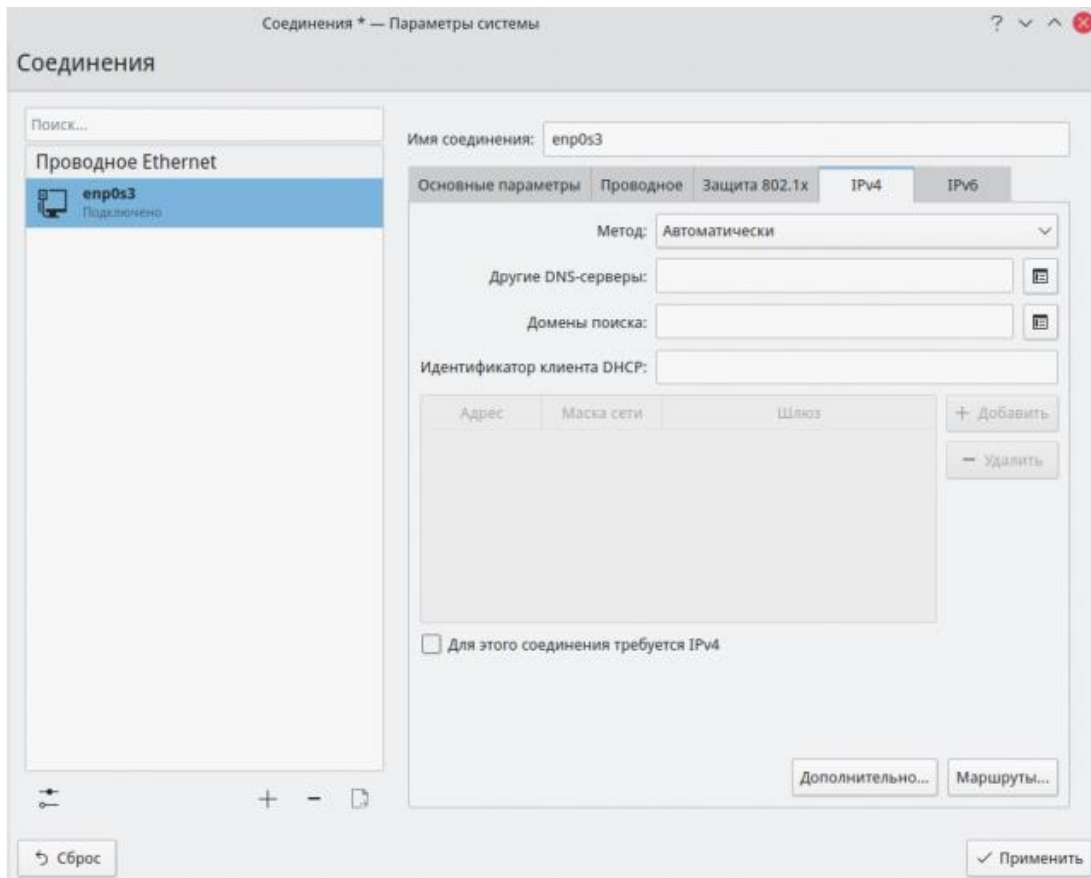 Соединения * — Параметры системы
Соединения
Поиск...
Проводное Ethernet
enp0s3
Подключено
Имя соединения: enp0s3
Основные параметры Проводное Защита 802.1x IPv4 IPv6
Метод: Автоматически
Другие DNS-серверы:
Домены поиска:
Идентификатор клиента DHCP:
Адрес Маска сети Шлюз
+ Добавить
− Удалить
Для этого соединения требуется IPv4
Дополнительно... Маршруты...
Сброс
Применить